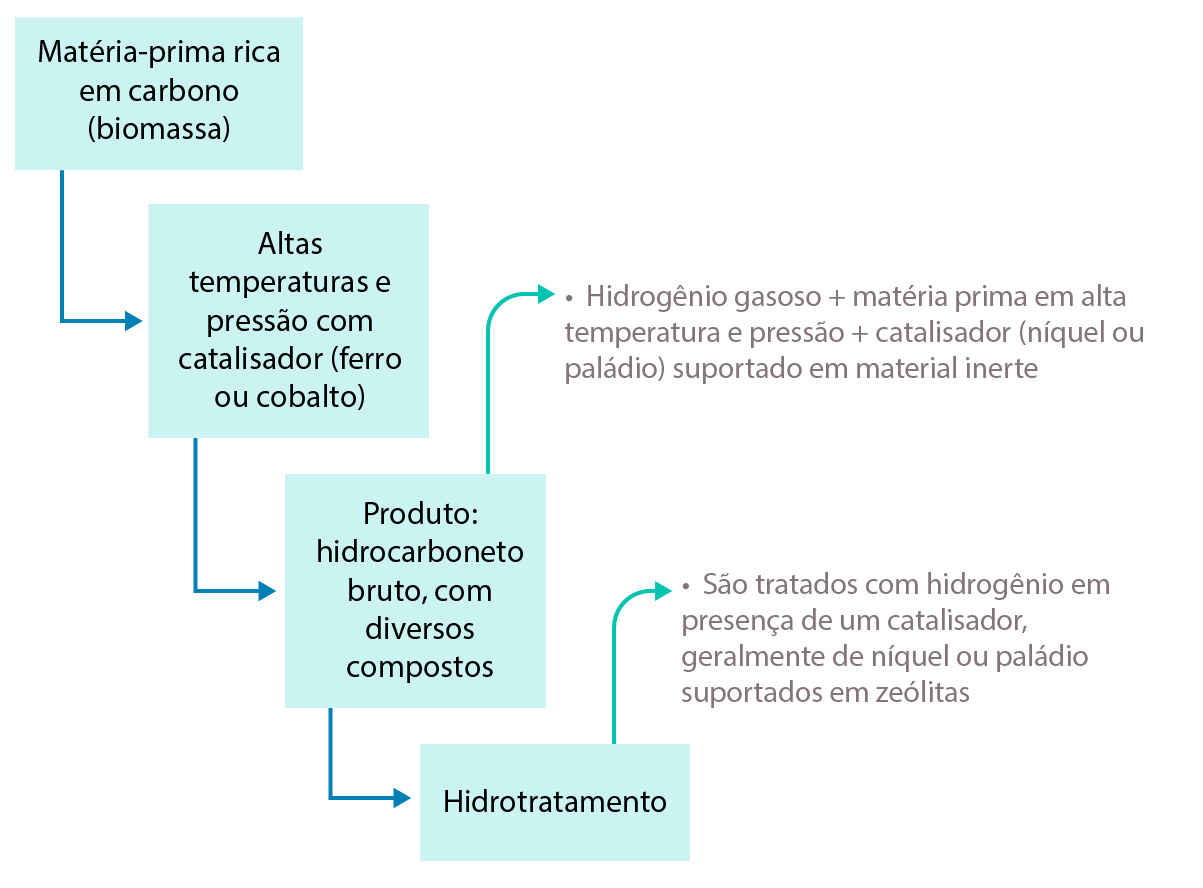 Matéria-prima rica
em carbono
(biomassa)
Altas
temperaturas e
pressão com
catalisador (ferro
ou cobalto)
• Hidrogênio gasoso + matéria prima em alta
temperatura e pressão + catalisador (níquel ou
paládio) suportado em material inerte
Produto:
hidrocarboneto
bruto, com
diversos
compostos
• São tratados com hidrogênio em
presença de um catalisador,
geralmente de níquel ou paládio
suportados em zeólitas
Hidrotratamento